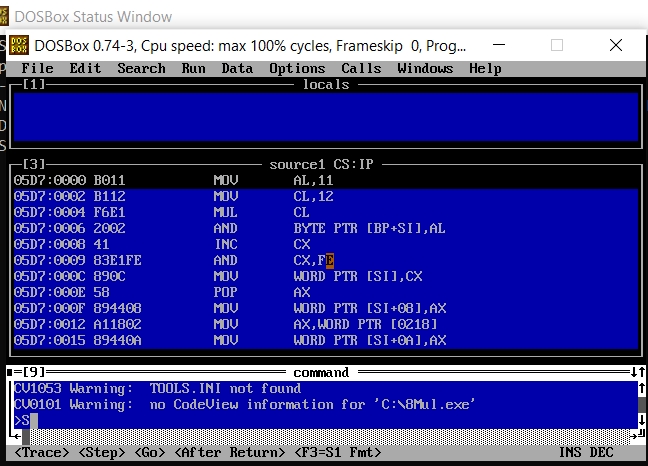 DOSBox Status Window
DOSBox 0.74-3, Cpu speed: max 100% cycles, Frameskip 0, Prog...
File Edit Search Run Data Options Calls Windows Help
[1] locals
[3] source1 CS:IP
05D7:0000 B011 MOV AL,11
05D7:0002 B112 MOV CL,12
05D7:0004 F6E1 MUL CL
05D7:0006 2002 AND BYTE PTR [BP+SI],AL
05D7:0008 41 INC CX
05D7:0009 83E1FE AND CX,FE
05D7:000C 890C MOV WORD PTR [SI],CX
05D7:000E 58 POP AX
05D7:000F 894408 MOV WORD PTR [SI+08],AX
05D7:0012 A11802 MOV AX,WORD PTR [0218]
05D7:0015 89440A MOV WORD PTR [SI+0A],AX
[9] command
CV1053 Warning: TOOLS.INI not found
CV0101 Warning: no CodeView information for 'C:\8Mul.exe'
>S
<Trace> <Step> <Go> <After Return> <F3=S1 Fmt> INS DEC